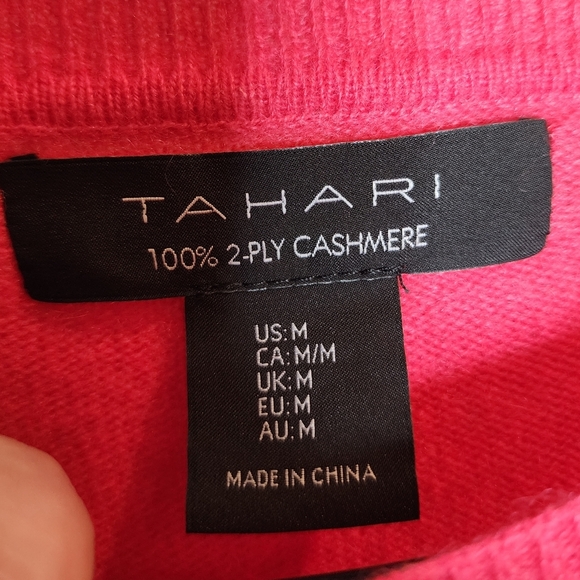 TAHARI
100% 2-PLY CASHMERE
US: M
CA: M/M
UK: M
EU: M
AU: M
MADE IN CHINA